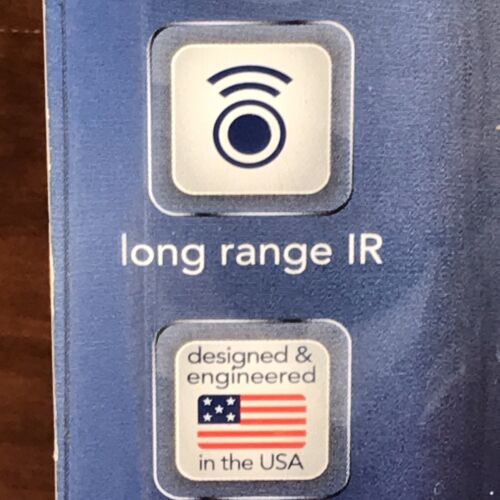 long range IR
designed &
engineered
in the USA